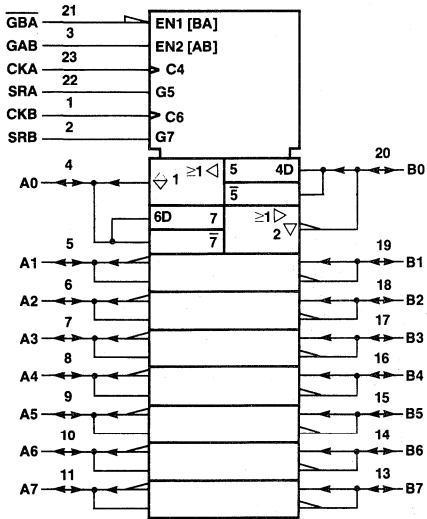 21
G̅B̅A̅ EN1 [BA]
3
GAB EN2 [AB]
23
CKA C4
22
SRA G5
1
CKB C6
2
SRB G7
4 20
A0 1 ≥1 ◁ 5 4D B0
5̅
6D 7 ≥1 ▷
7̅ 2 ▽
5 19
A1 B1
6 18
A2 B2
7 17
A3 B3
8 16
A4 B4
9 15
A5 B5
10 14
A6 B6
11 13
A7 B7